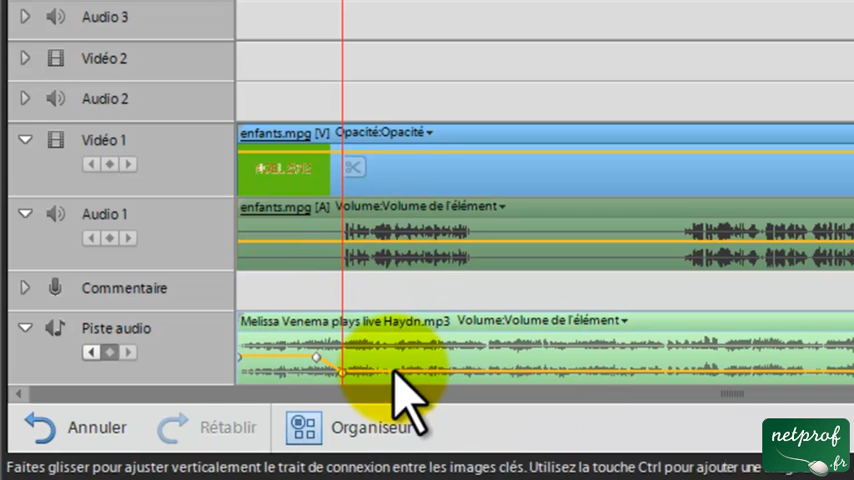 Audio 3
Vidéo 2
Audio 2
Vidéo 1
enfants.mpg [V] Opacité:Opacité
Audio 1
enfants.mpg [A] Volume:Volume de l'élément
Commentaire
Piste audio
Melissa Venema plays live Haydn.mp3 Volume:Volume de l'élément
Annuler
Rétablir
Organiseur
netprof
.fr
Faites glisser pour ajuster verticalement le trait de connexion entre les images clés. Utilisez la touche Ctrl pour ajouter une